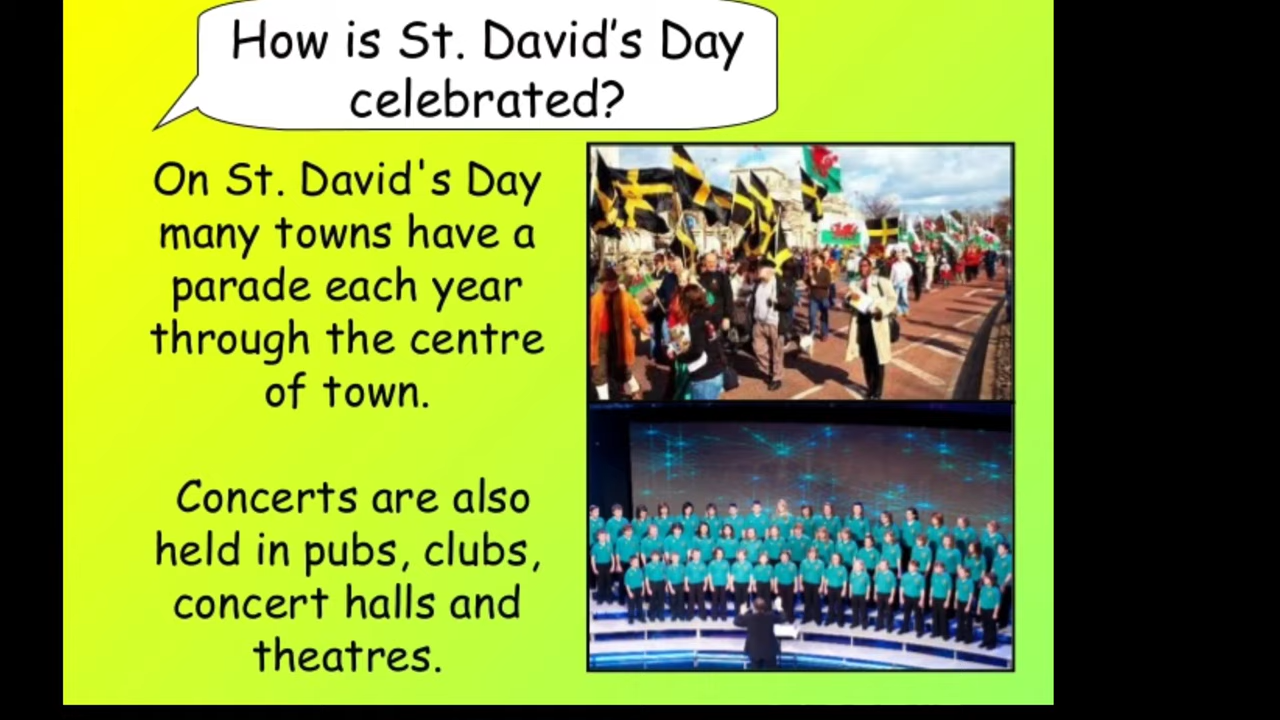 How is St. David's Day
celebrated?
On St. David's Day
many towns have a
parade each year
through the centre
of town.
Concerts are also
held in pubs, clubs,
concert halls and
theatres.